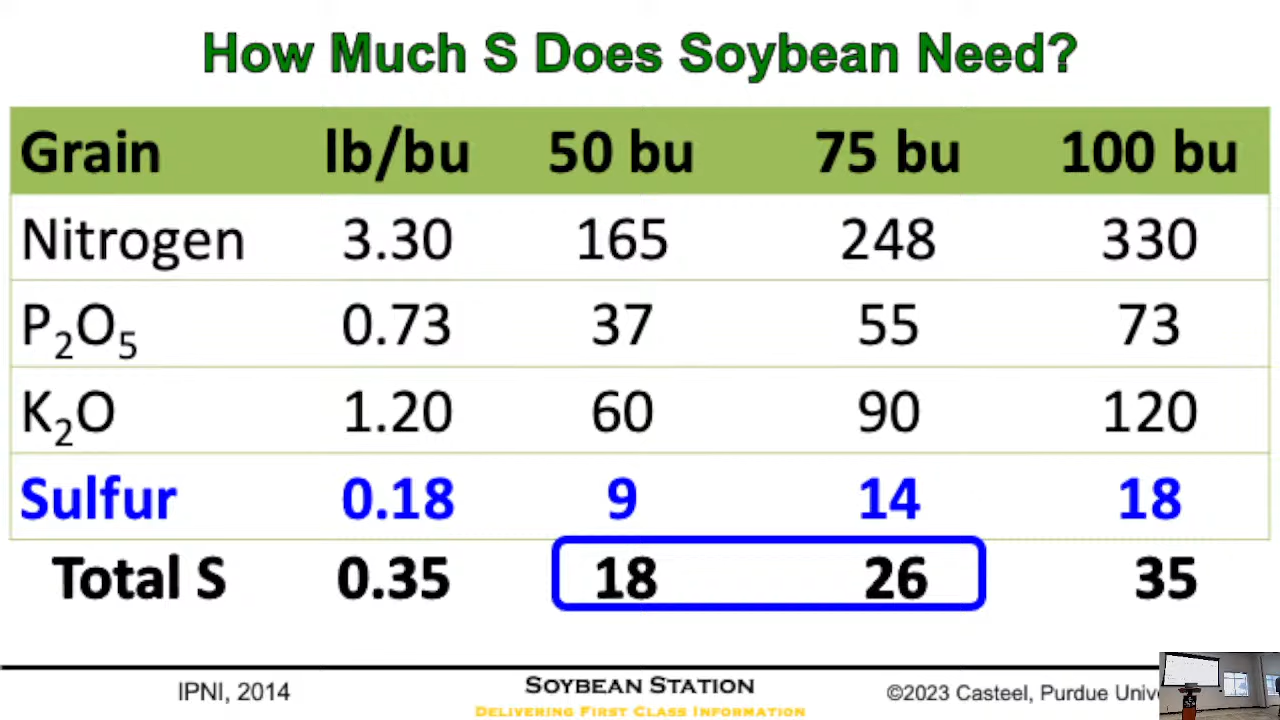 How Much S Does Soybean Need?
Grain lb/bu 50 bu 75 bu 100 bu
Nitrogen 3.30 165 248 330
P₂O₅ 0.73 37 55 73
K₂O 1.20 60 90 120
Sulfur 0.18 9 14 18
Total S 0.35 18 26 35
IPNI, 2014
SOYBEAN STATION
DELIVERING FIRST CLASS INFORMATION
©2023 Casteel, Purdue